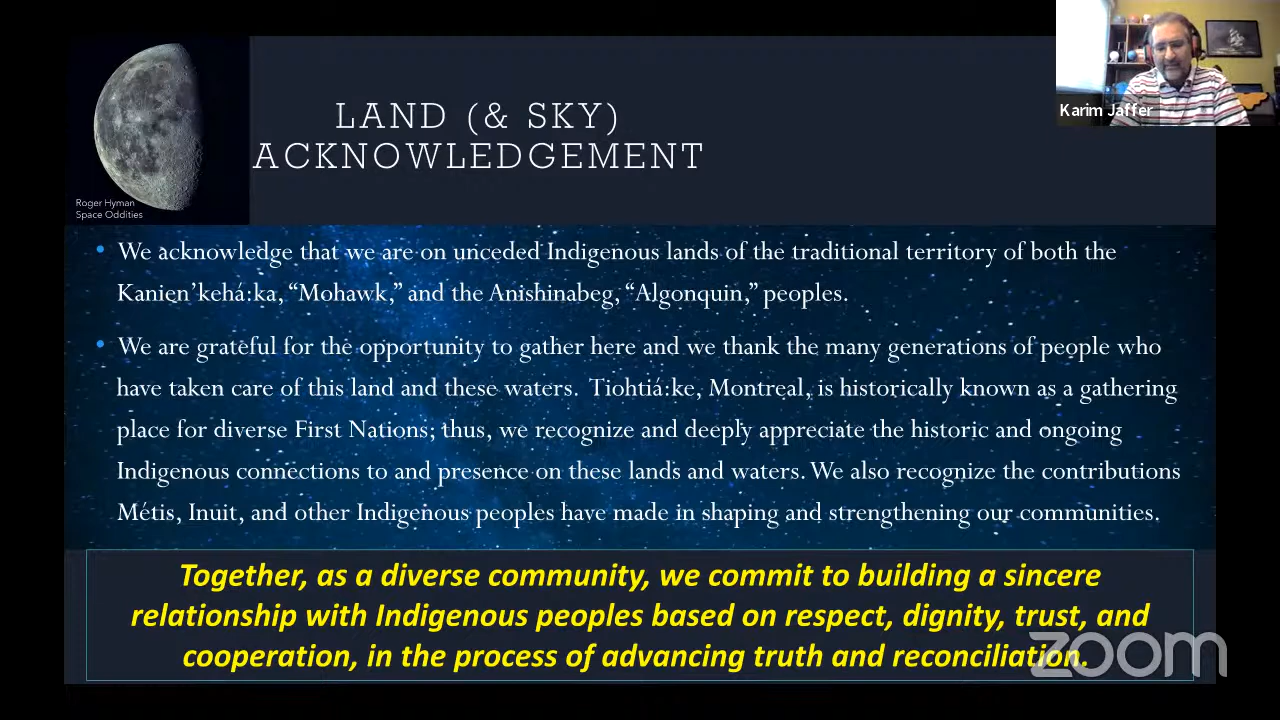 LAND (& SKY)
ACKNOWLEDGEMENT
Karim Jaffer
Roger Hyman
Space Oddities
• We acknowledge that we are on unceded Indigenous lands of the traditional territory of both the
Kanien’kehá:ka, “Mohawk,” and the Anishinabeg, “Algonquin,” peoples.
• We are grateful for the opportunity to gather here and we thank the many generations of people who
have taken care of this land and these waters. Tiohtiá:ke, Montreal, is historically known as a gathering
place for diverse First Nations; thus, we recognize and deeply appreciate the historic and ongoing
Indigenous connections to and presence on these lands and waters. We also recognize the contributions
Métis, Inuit, and other Indigenous peoples have made in shaping and strengthening our communities.
Together, as a diverse community, we commit to building a sincere
relationship with Indigenous peoples based on respect, dignity, trust, and
cooperation, in the process of advancing truth and reconciliation.
zoom